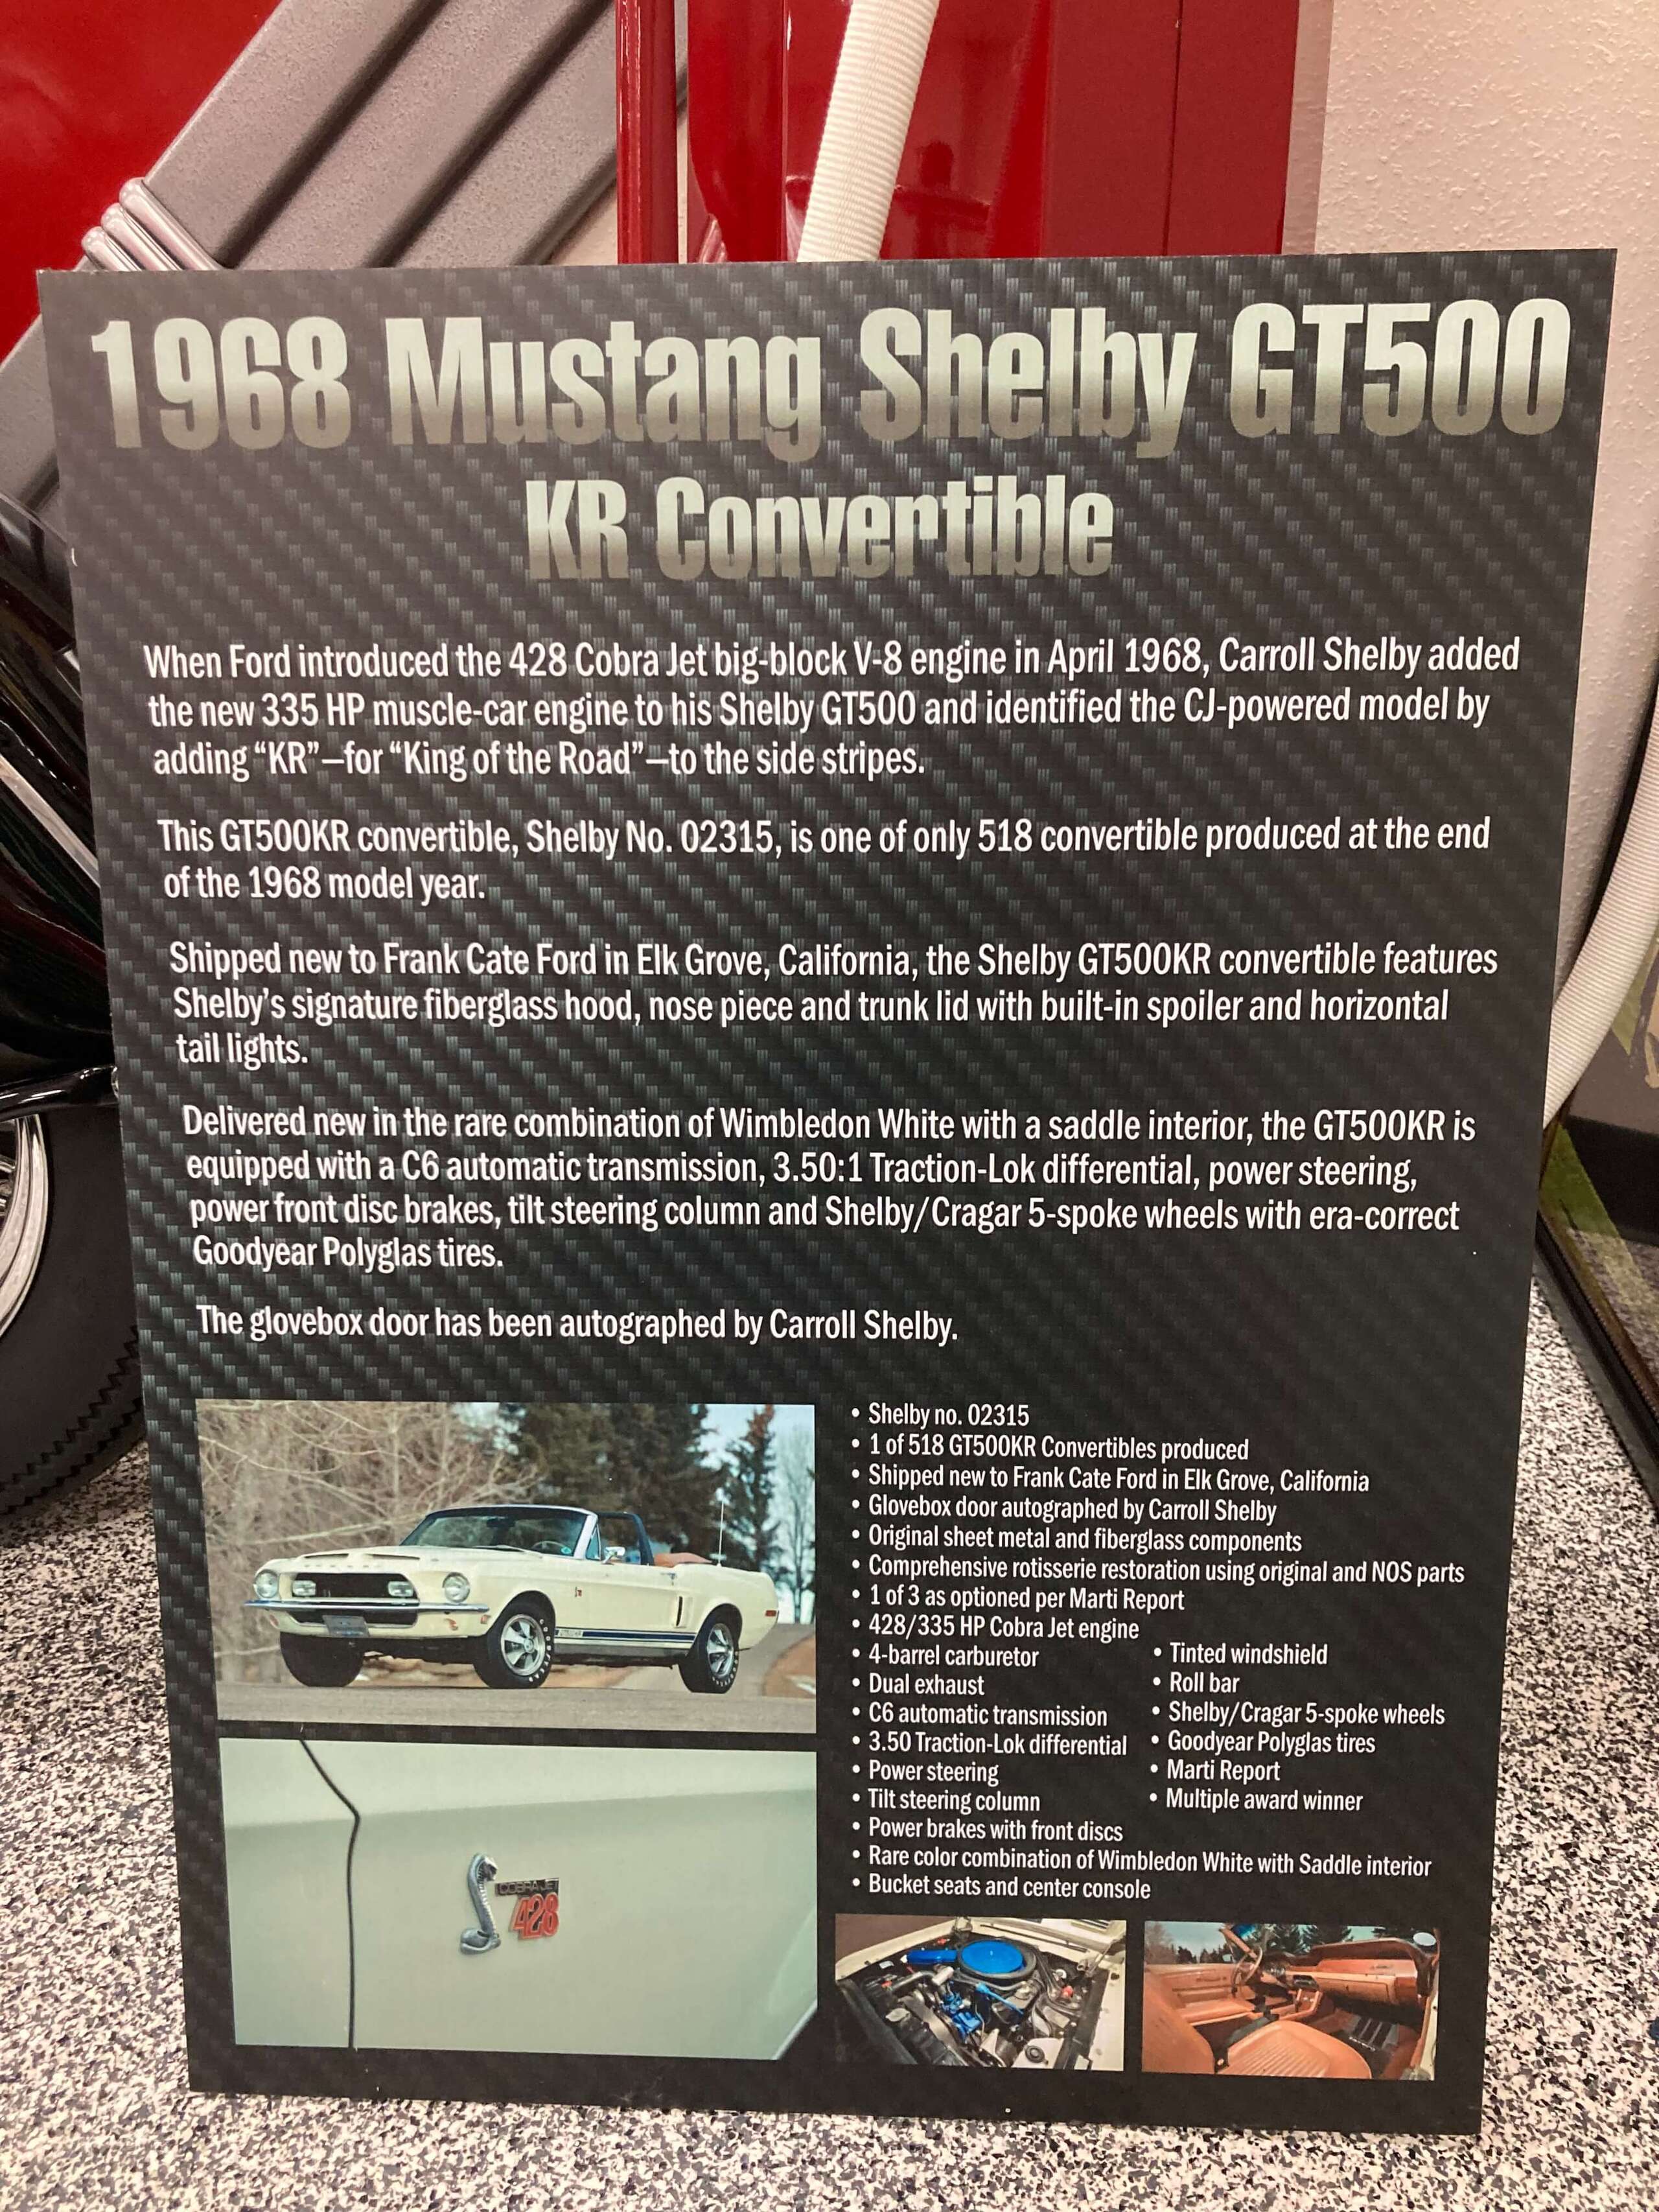 1968 Mustang Shelby GT500
KR Convertible
When Ford introduced the 428 Cobra Jet big-block V-8 engine in April 1968, Carroll Shelby added
the new 335 HP muscle-car engine to his Shelby GT500 and identified the CJ-powered model by
adding “KR”—for “King of the Road”—to the side stripes.
This GT500KR convertible, Shelby No. 02315, is one of only 518 convertible produced at the end
of the 1968 model year.
Shipped new to Frank Cate Ford in Elk Grove, California, the Shelby GT500KR convertible features
Shelby’s signature fiberglass hood, nose piece and trunk lid with built-in spoiler and horizontal
tail lights.
Delivered new in the rare combination of Wimbledon White with a saddle interior, the GT500KR is
equipped with a C6 automatic transmission, 3.50:1 Traction-Lok differential, power steering,
power front disc brakes, tilt steering column and Shelby/Cragar 5-spoke wheels with era-correct
Goodyear Polyglas tires.
The glovebox door has been autographed by Carroll Shelby.
• Shelby no. 02315
• 1 of 518 GT500KR Convertibles produced
• Shipped new to Frank Cate Ford in Elk Grove, California
• Glovebox door autographed by Carroll Shelby
• Original sheet metal and fiberglass components
• Comprehensive rotisserie restoration using original and NOS parts
• 1 of 3 as optioned per Marti Report
• 428/335 HP Cobra Jet engine
• 4-barrel carburetor
• Dual exhaust
• C6 automatic transmission
• 3.50 Traction-Lok differential
• Power steering
• Tilt steering column
• Power brakes with front discs
• Rare color combination of Wimbledon White with Saddle interior
• Bucket seats and center console
• Tinted windshield
• Roll bar
• Shelby/Cragar 5-spoke wheels
• Goodyear Polyglas tires
• Marti Report
• Multiple award winner
COBRA JET
428